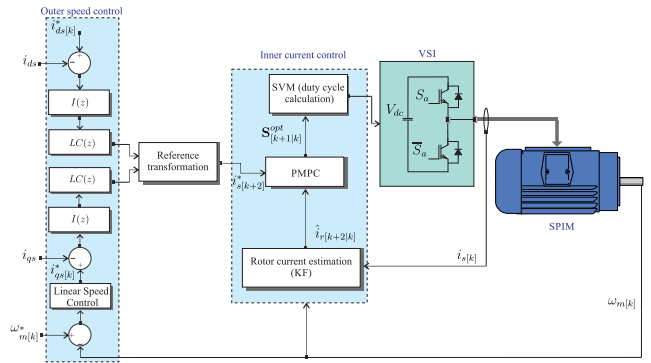 Outer speed control
i*ds[k]
ids
+
−
I(z)
LC(z)
LC(z)
I(z)
iqs
+
−
i*qs[k]
Linear Speed
Control
ω*m[k]
+
−
Reference
transformation
i*s[k+2]
Inner current control
SVM (duty cycle
calculation)
S^opt[k+1|k]
PMPC
îr[k+2|k]
Rotor current estimation
(KF)
VSI
Vdc
Sa
S̅a
SPIM
is[k]
ωm[k]